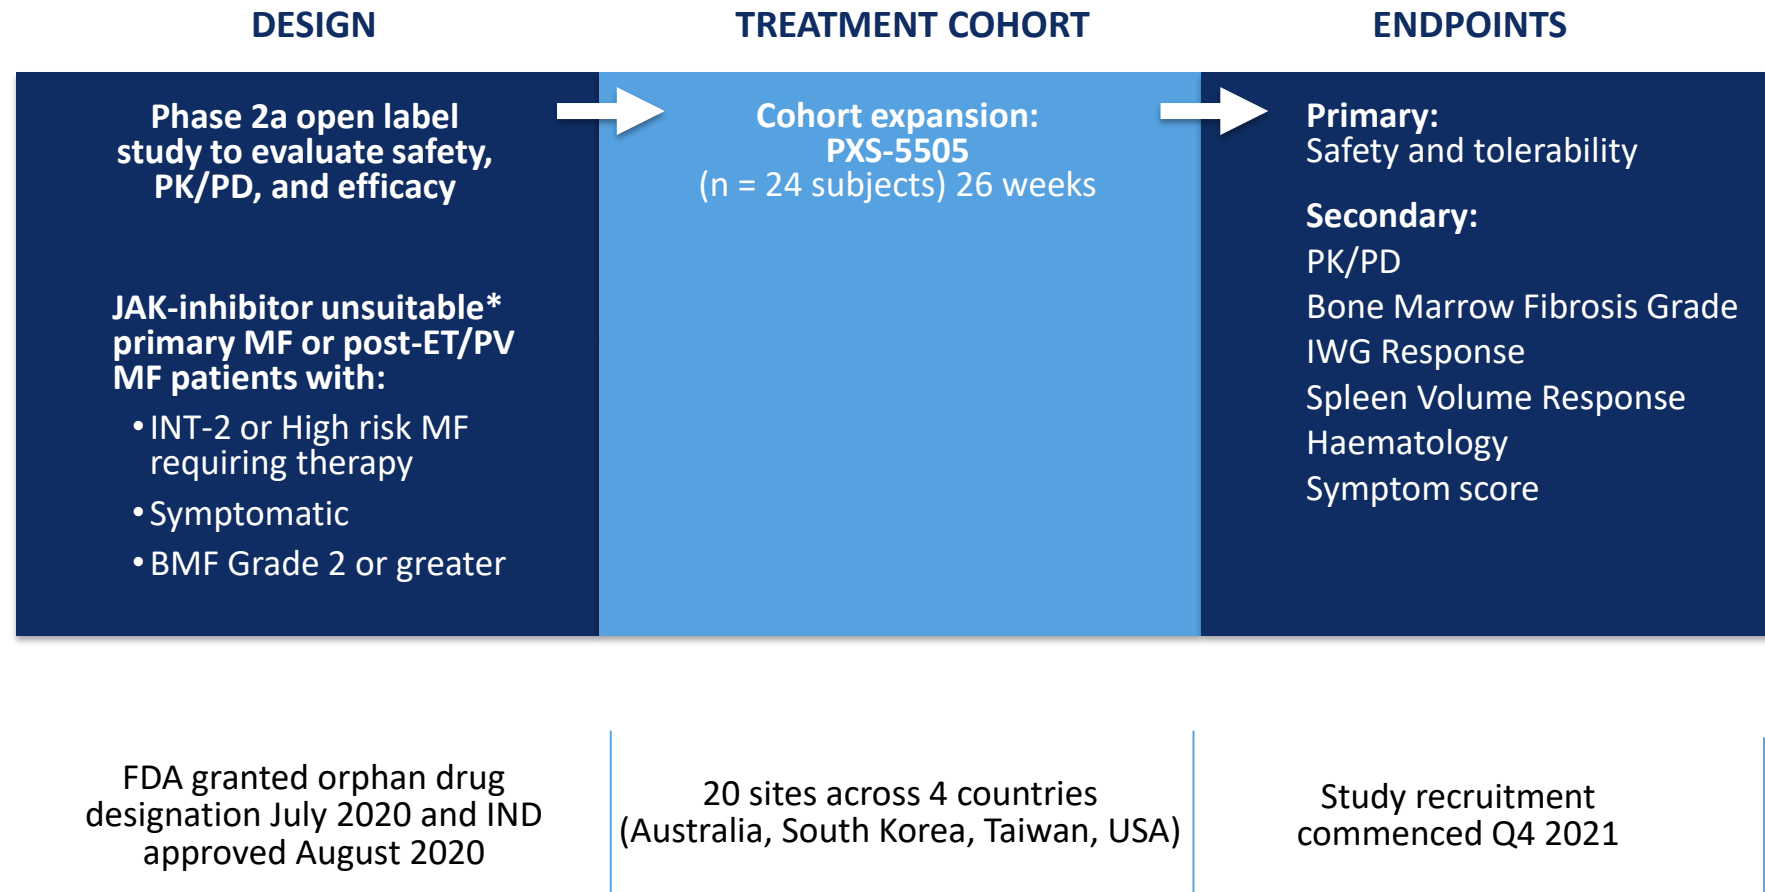 DESIGN
TREATMENT COHORT
ENDPOINTS
Phase 2a open label
study to evaluate safety,
PK/PD, and efficacy
JAK-inhibitor unsuitable*
primary MF or post-ET/PV
MF patients with:
• INT-2 or High risk MF
requiring therapy
• Symptomatic
• BMF Grade 2 or greater
Cohort expansion:
PXS-5505
(n = 24 subjects) 26 weeks
Primary:
Safety and tolerability
Secondary:
PK/PD
Bone Marrow Fibrosis Grade
IWG Response
Spleen Volume Response
Haematology
Symptom score
FDA granted orphan drug
designation July 2020 and IND
approved August 2020
20 sites across 4 countries
(Australia, South Korea, Taiwan, USA)
Study recruitment
commenced Q4 2021